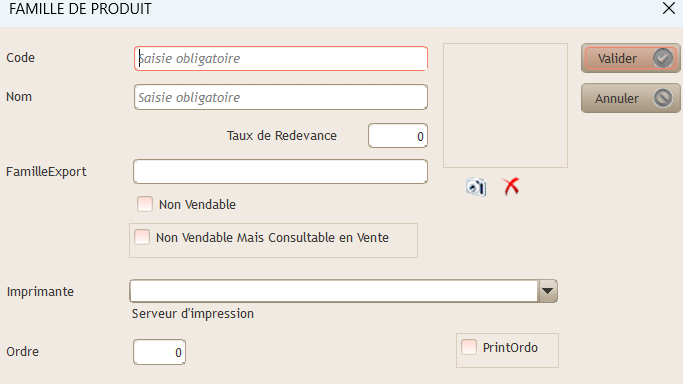 FAMILLE DE PRODUIT
Code Saisie obligatoire Valider
Nom Saisie obligatoire Annuler
Taux de Redevance 0
FamilleExport
Non Vendable
Non Vendable Mais Consultable en Vente
Imprimante
Serveur d'impression
Ordre 0 PrintOrdo